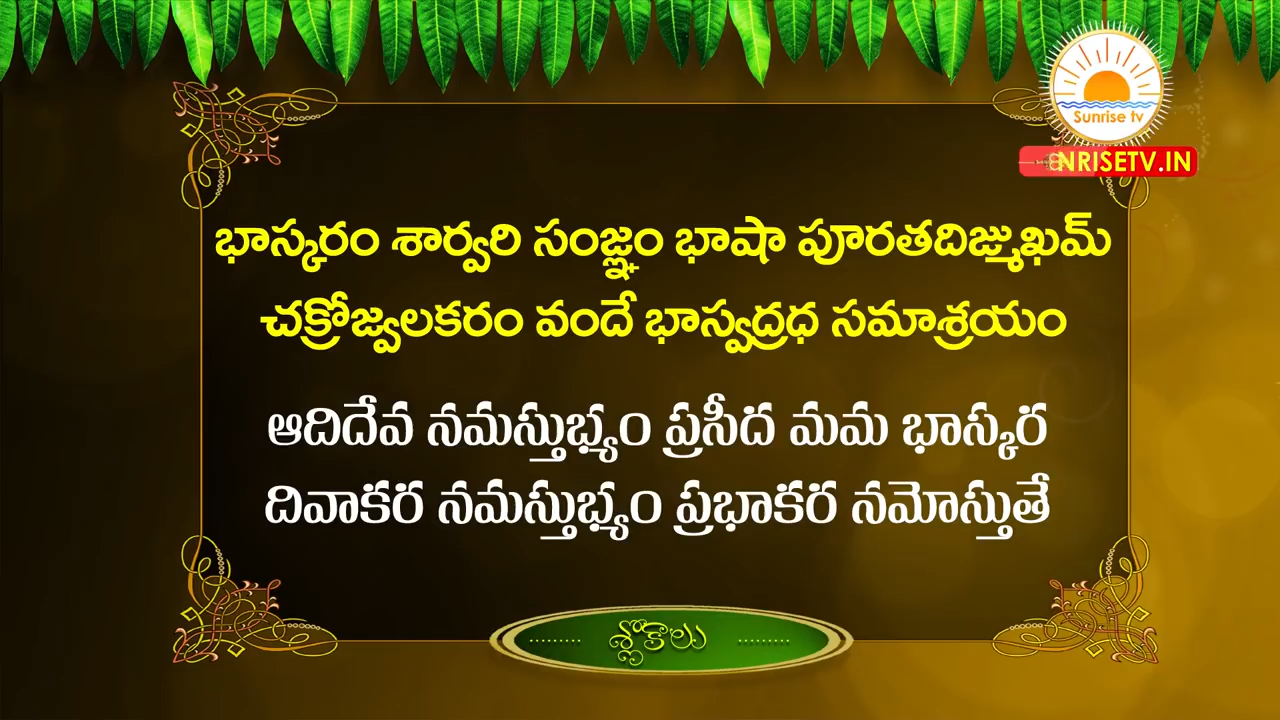 Sunrise tv
NRISETV.IN
భాస్కరం శార్వరి సంజ్ఞం భాషా పూరతదిఙ్ముఖమ్
చక్రోజ్వలకరం వందే భాస్వద్రధ సమాశ్రయం
ఆదిదేవ నమస్తుభ్యం ప్రసీద మమ భాస్కర
దివాకర నమస్తుభ్యం ప్రభాకర నమోస్తుతే
శ్లోకాలు